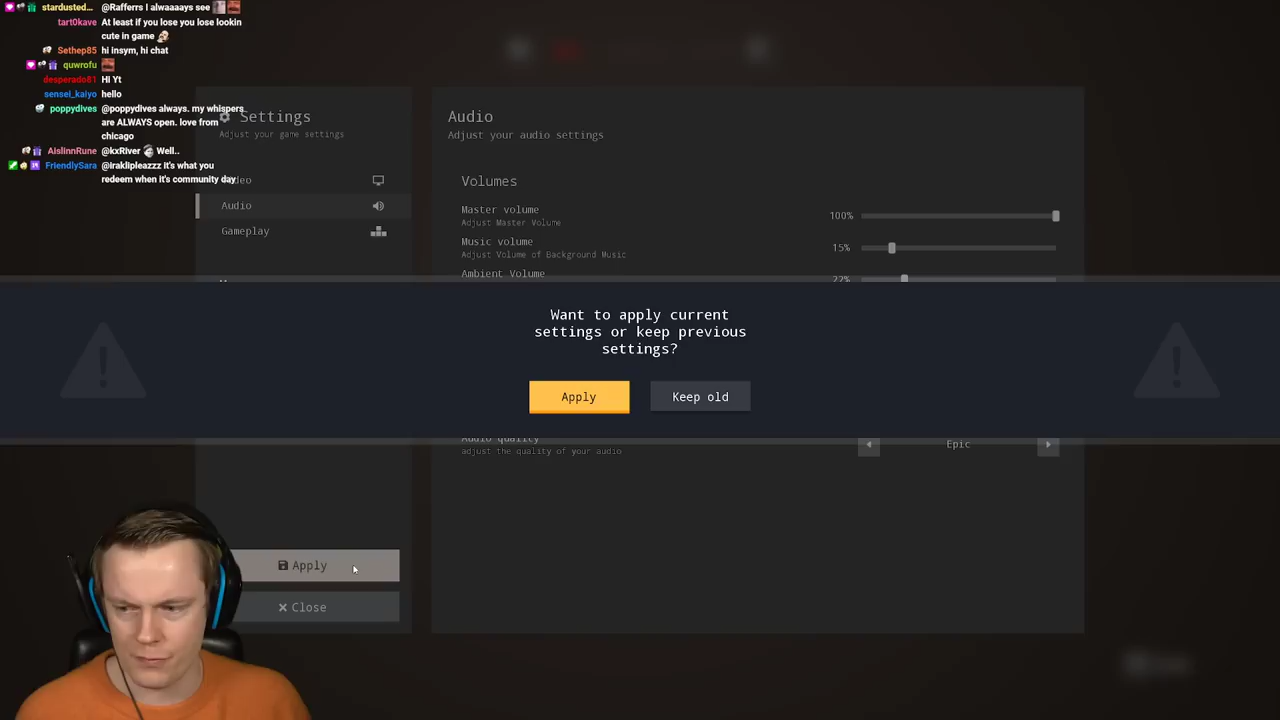 stardusted… @Rafferrs I alwaaaays see
tart0kave At least if you lose you lose lookin
cute in game
Sethep85 hi insym, hi chat
quwrofu
desperado81 Hi Yt
sensei_kaiyo hello
poppydives @poppydives always. my whispers
are ALWAYS open. love from
chicago
AislinnRune @kxRiver Well..
FriendlySara @iraklipleazzz it's what you
redeem when it's community day
Settings
Adjust your game settings
Audio
Gameplay
Audio
Adjust your audio settings
Volumes
Master volume
Adjust Master Volume
100%
Music volume
Adjust Volume of Background Music
15%
Ambient Volume
22%
Want to apply current
settings or keep previous
settings?
Apply
Keep old
Audio quality
adjust the quality of your audio
Epic
Apply
Close